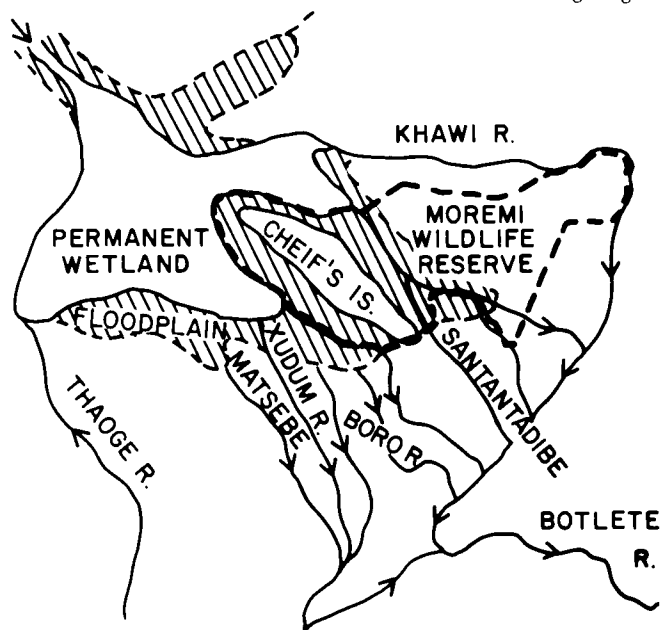 KHAWI R.
MOREMI
WILDLIFE
RESERVE
PERMANENT
WETLAND
CHEIF'S IS.
FLOODPLAIN
XUDUM R.
MATSEBE
THAOGE R.
BORO R.
SANTANTADIBE
BOTLETE
R.